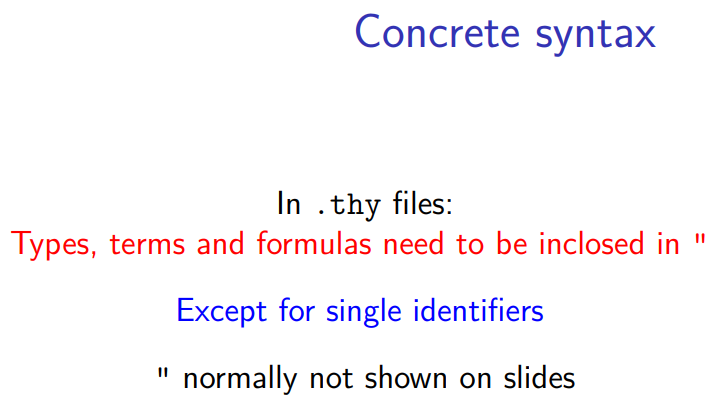 Concrete syntax
In .thy files:
Types, terms and formulas need to be inclosed in "
Except for single identifiers
" normally not shown on slides